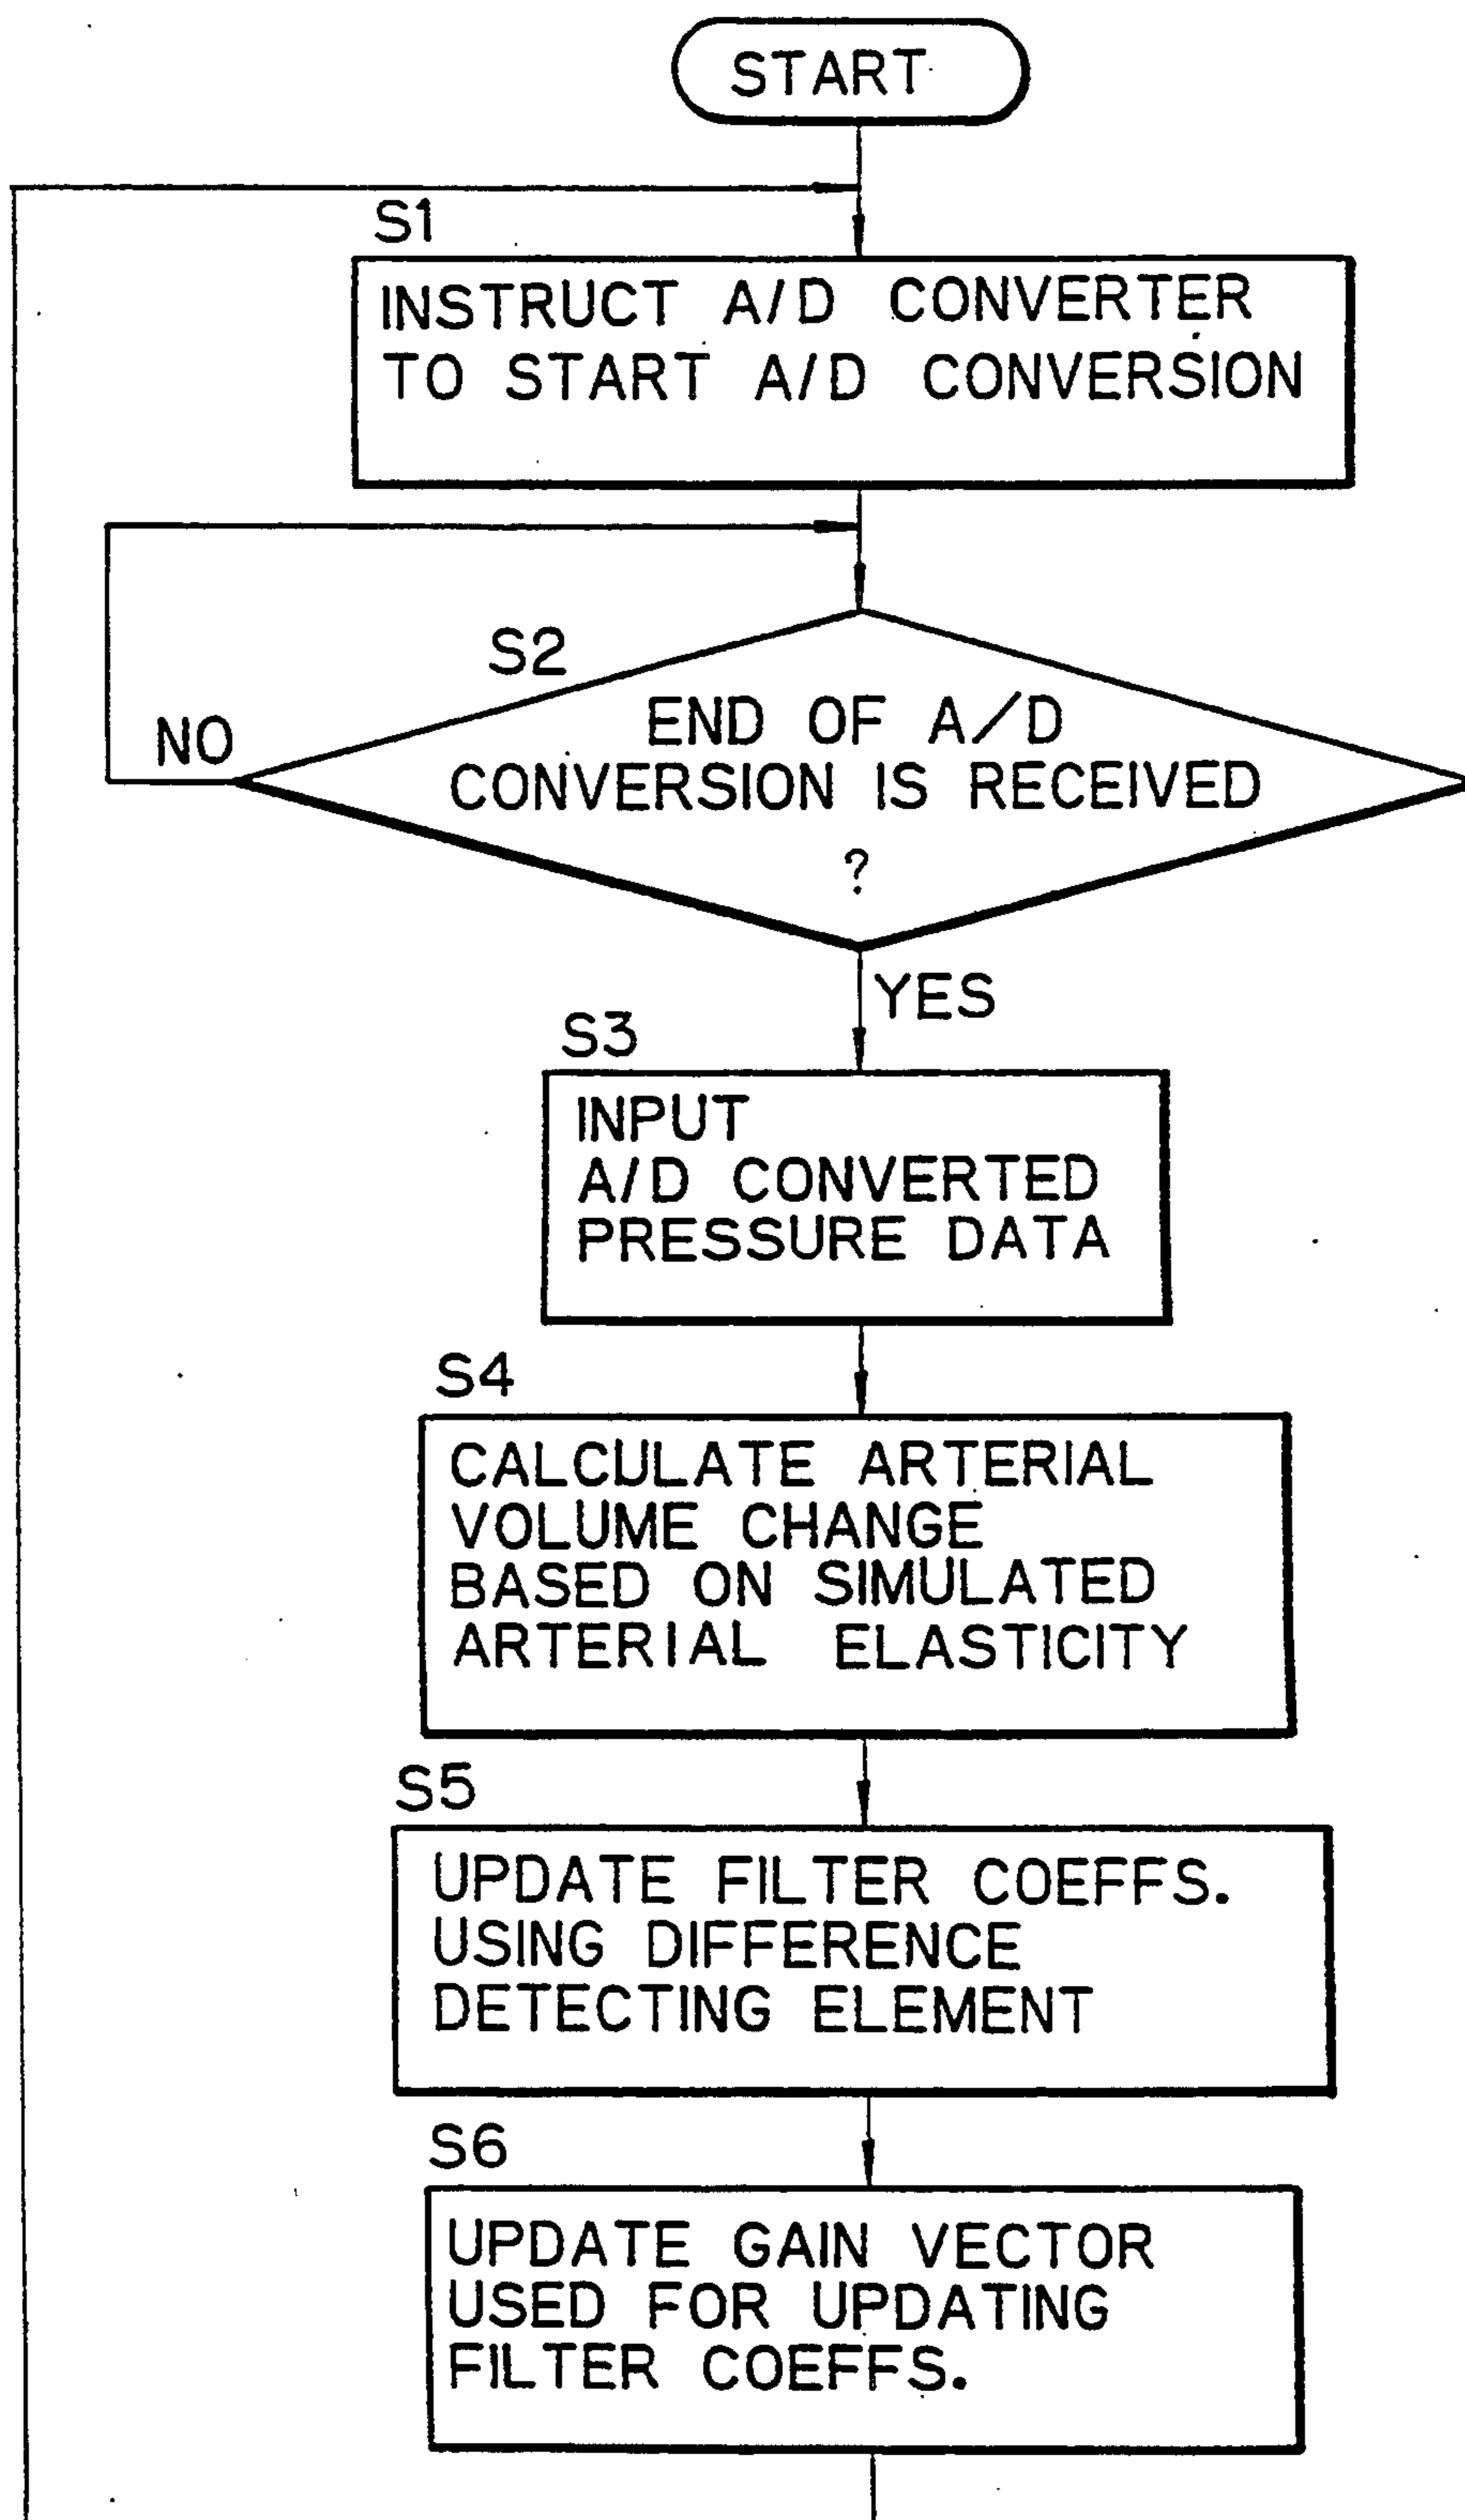 START
S1
INSTRUCT A/D CONVERTER
TO START A/D CONVERSION
S2
END OF A/D
CONVERSION IS RECEIVED
?
NO
YES
S3
INPUT
A/D CONVERTED
PRESSURE DATA
S4
CALCULATE ARTERIAL
VOLUME CHANGE
BASED ON SIMULATED
ARTERIAL ELASTICITY
S5
UPDATE FILTER COEFFS.
USING DIFFERENCE
DETECTING ELEMENT
S6
UPDATE GAIN VECTOR
USED FOR UPDATING
FILTER COEFFS.